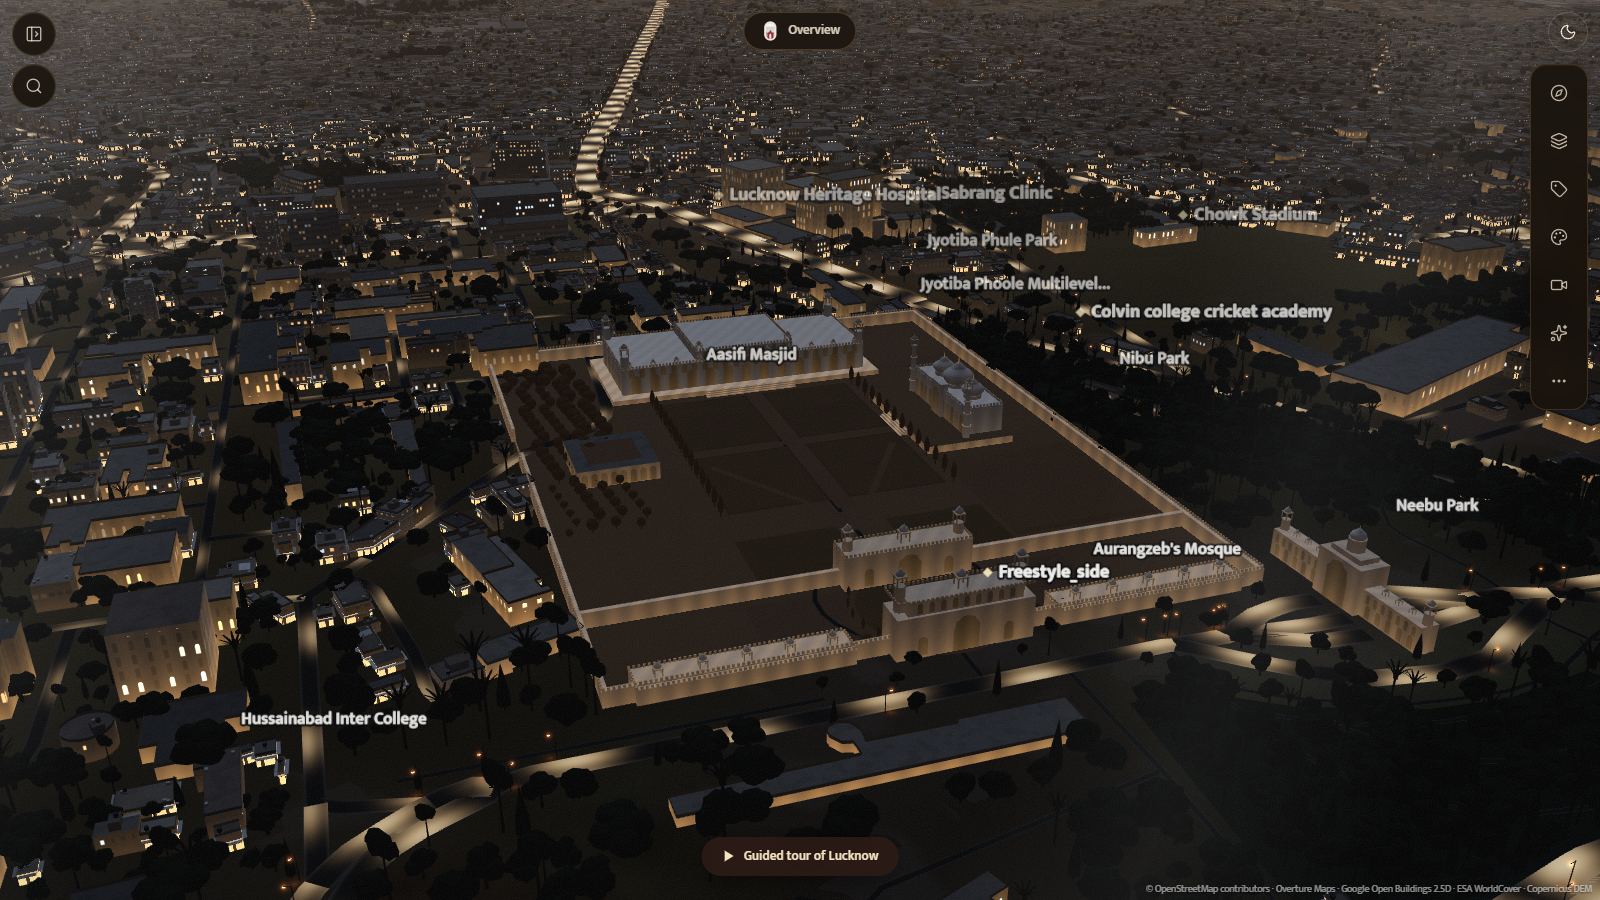 Overview
Lucknow Heritage Hospital
Sabrang Clinic
Chowk Stadium
Jyotiba Phule Park
Jyotiba Phoole Multilevel...
Colvin college cricket academy
Aasifi Masjid
Nibu Park
Neebu Park
Aurangzeb's Mosque
Freestyle_side
Hussainabad Inter College
Guided tour of Lucknow
© OpenStreetMap contributors · Overture Maps · Google Open Buildings 2.5D · ESA WorldCover · Copernicus DEM